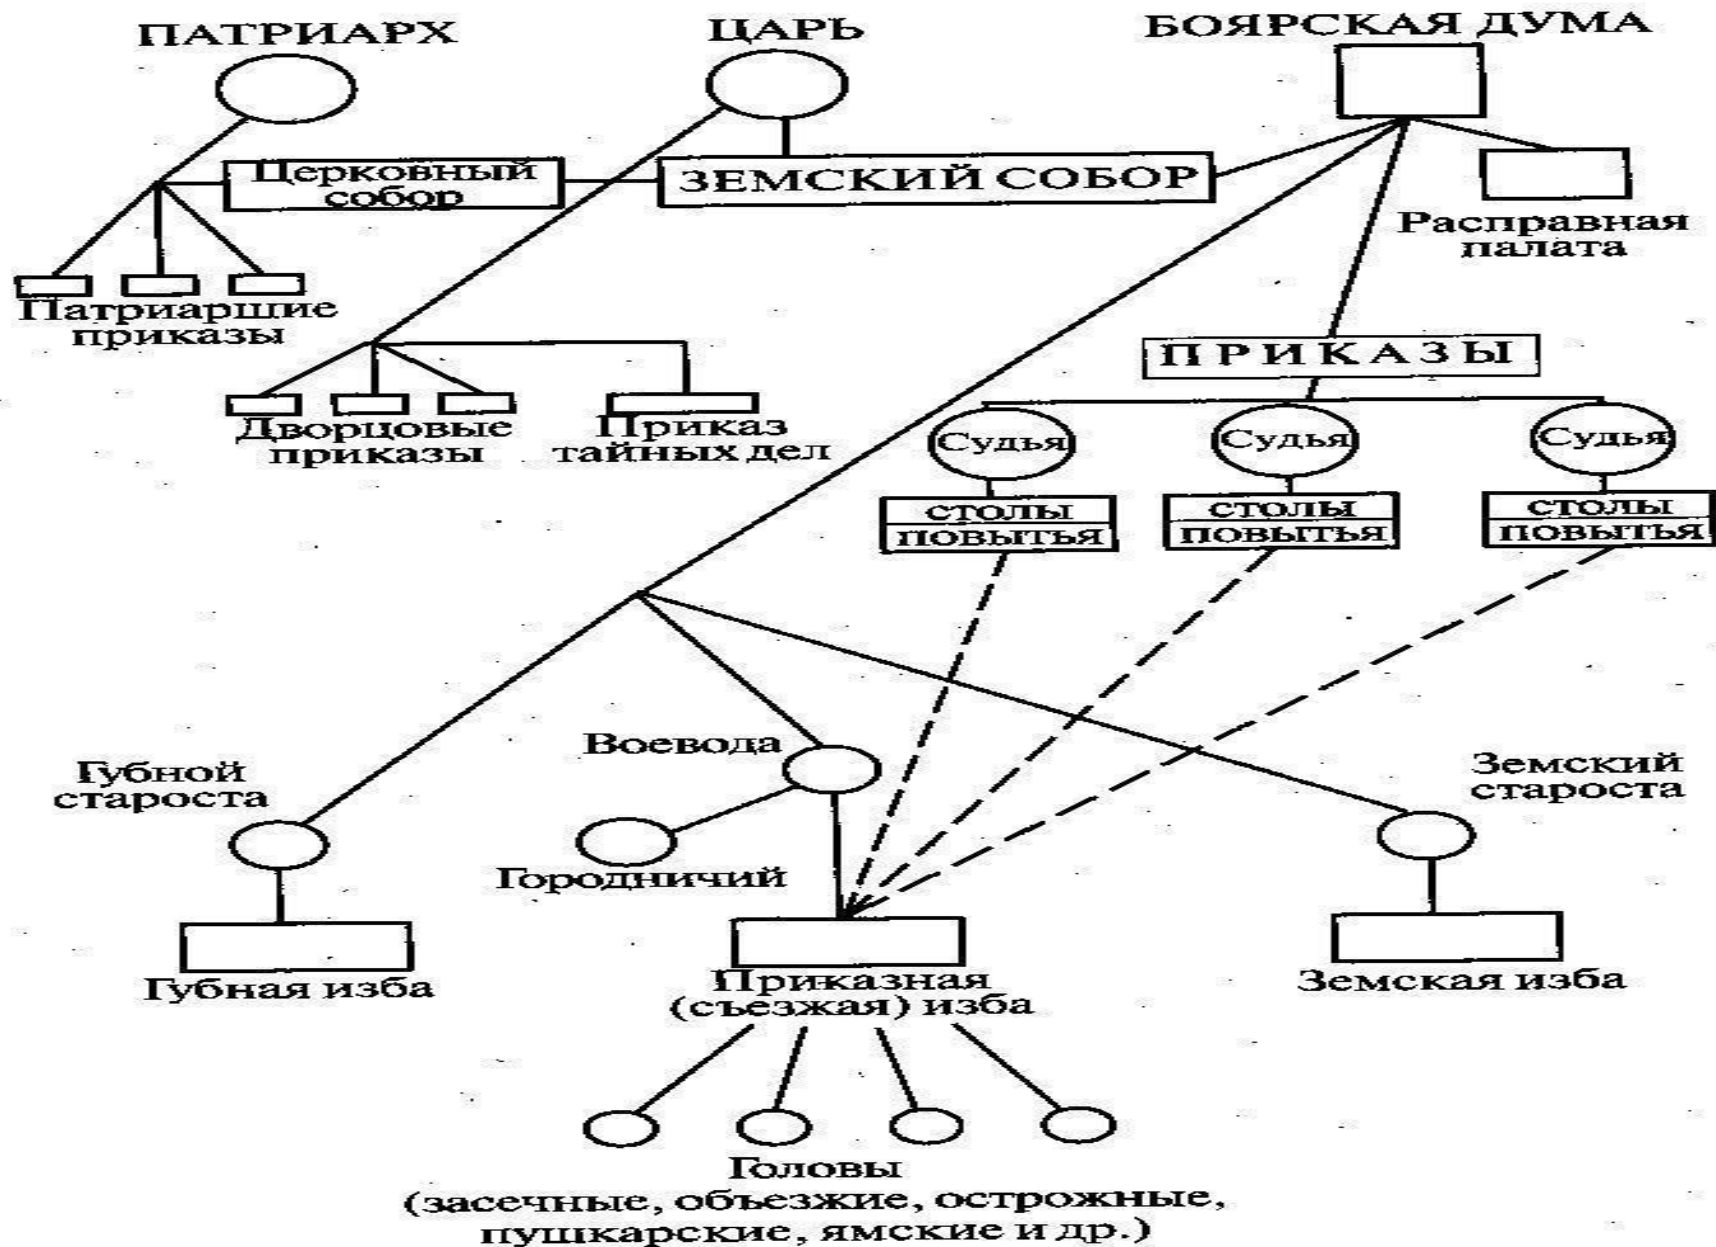 ПАТРИАРХ
ЦАРЬ
БОЯРСКАЯ ДУМА
Церковный
собор
ЗЕМСКИЙ СОБОР
Расправная
палата
Патриаршие
приказы
ПРИКАЗЫ
Дворцовые
приказы
Приказ
тайных дел
Судья
Судья
Судья
столы
повытья
столы
повытья
столы
повытья
Губной
староста
Воевода
Земский
староста
Городничий
Губная изба
Приказная
(съезжая) изба
Земская изба
Головы
(засечные, объезжие, острожные,
пушкарские, ямские и др.)